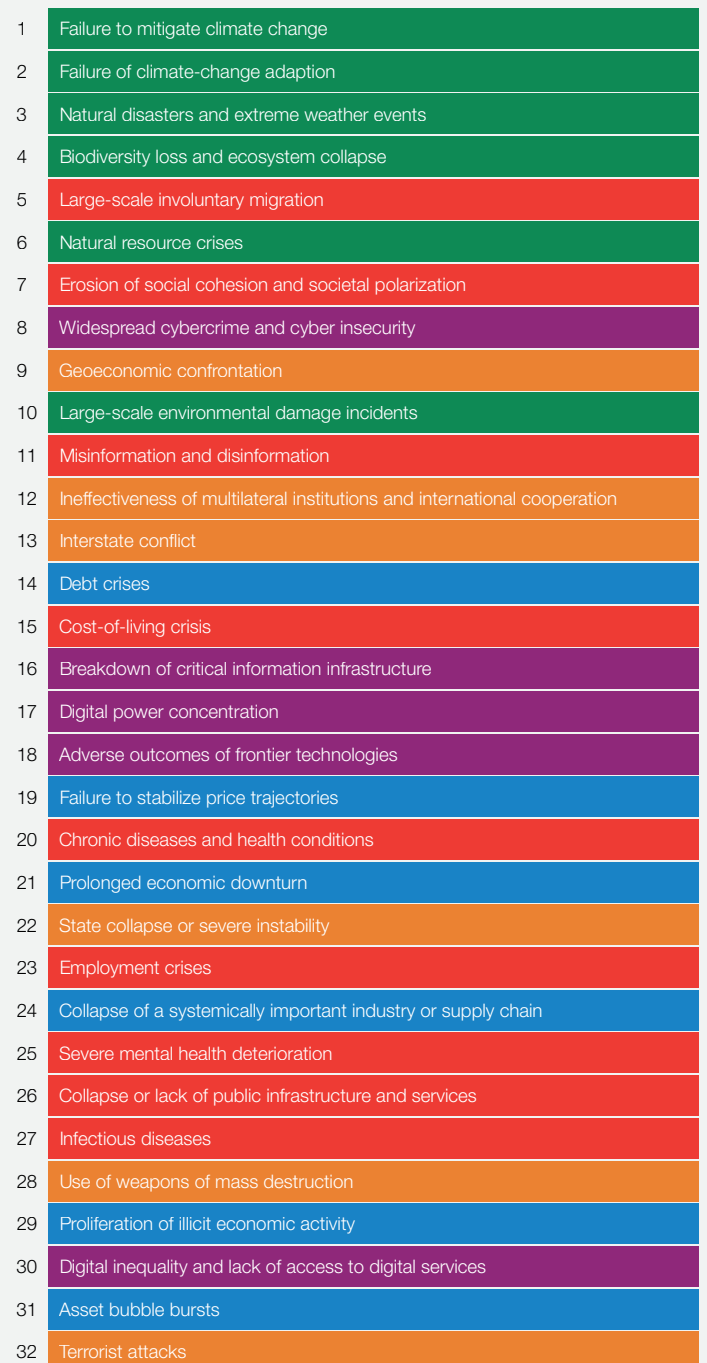 1 Failure to mitigate climate change
2 Failure of climate-change adaption
3 Natural disasters and extreme weather events
4 Biodiversity loss and ecosystem collapse
5 Large-scale involuntary migration
6 Natural resource crises
7 Erosion of social cohesion and societal polarization
8 Widespread cybercrime and cyber insecurity
9 Geoeconomic confrontation
10 Large-scale environmental damage incidents
11 Misinformation and disinformation
12 Ineffectiveness of multilateral institutions and international cooperation
13 Interstate conflict
14 Debt crises
15 Cost-of-living crisis
16 Breakdown of critical information infrastructure
17 Digital power concentration
18 Adverse outcomes of frontier technologies
19 Failure to stabilize price trajectories
20 Chronic diseases and health conditions
21 Prolonged economic downturn
22 State collapse or severe instability
23 Employment crises
24 Collapse of a systemically important industry or supply chain
25 Severe mental health deterioration
26 Collapse or lack of public infrastructure and services
27 Infectious diseases
28 Use of weapons of mass destruction
29 Proliferation of illicit economic activity
30 Digital inequality and lack of access to digital services
31 Asset bubble bursts
32 Terrorist attacks